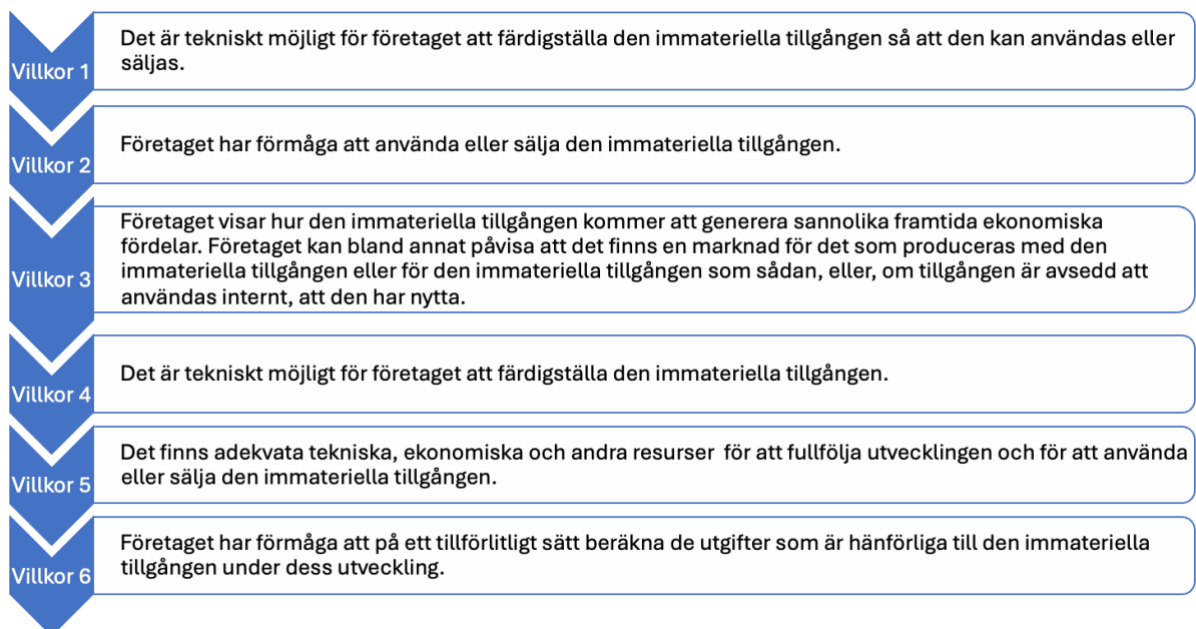 Villkor 1
Det är tekniskt möjligt för företaget att färdigställa den immateriella tillgången så att den kan användas eller
säljas.
Villkor 2
Företaget har förmåga att använda eller sälja den immateriella tillgången.
Villkor 3
Företaget visar hur den immateriella tillgången kommer att generera sannolika framtida ekonomiska
fördelar. Företaget kan bland annat påvisa att det finns en marknad för det som produceras med den
immateriella tillgången eller för den immateriella tillgången som sådan, eller, om tillgången är avsedd att
användas internt, att den har nytta.
Villkor 4
Det är tekniskt möjligt för företaget att färdigställa den immateriella tillgången.
Villkor 5
Det finns adekvata tekniska, ekonomiska och andra resurser  för att fullfölja utvecklingen och för att använda
eller sälja den immateriella tillgången.
Villkor 6
Företaget har förmåga att på ett tillförlitligt sätt beräkna de utgifter som är hänförliga till den immateriella
tillgången under dess utveckling.